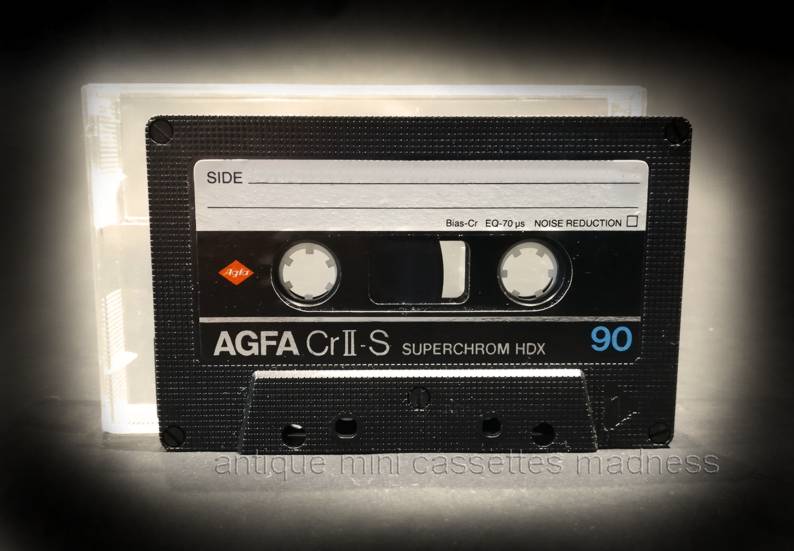 SIDE
Bias-Cr EQ-70 µs NOISE REDUCTION
Agfa
AGFA CrII-S SUPERCHROM HDX 90
antique mini cassettes madness